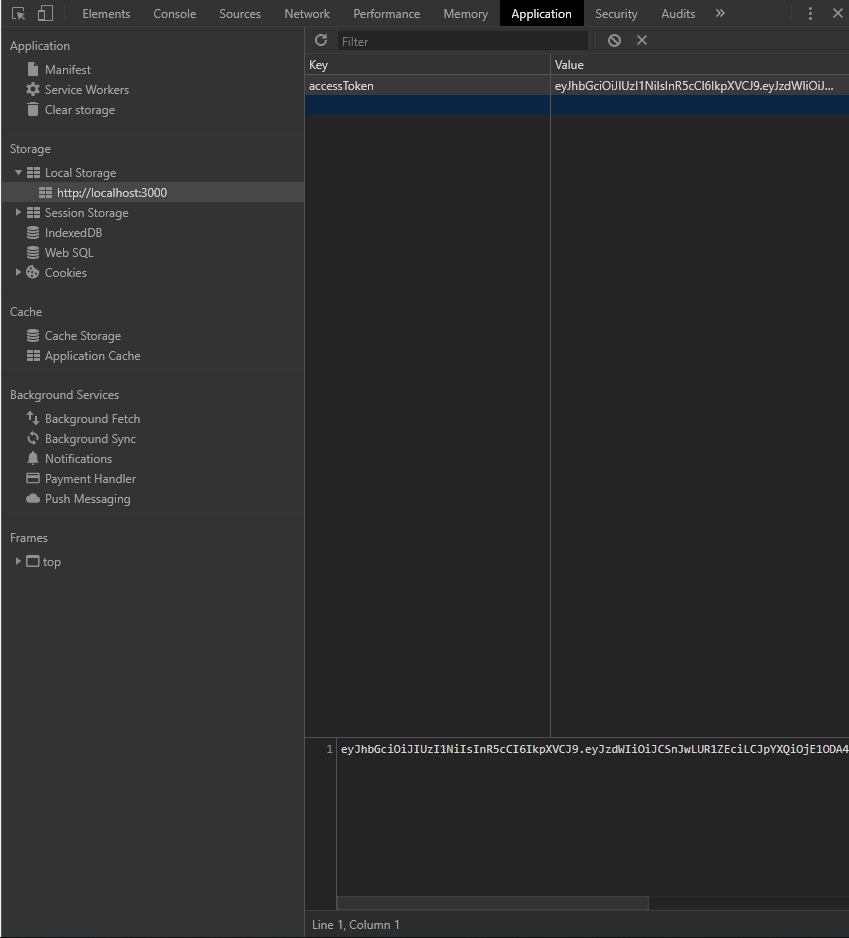 Elements Console Sources Network Performance Memory Application Security Audits »
Application
Manifest
Service Workers
Clear storage
Storage
Local Storage
http://localhost:3000
Session Storage
IndexedDB
Web SQL
Cookies
Cache
Cache Storage
Application Cache
Background Services
Background Fetch
Background Sync
Notifications
Payment Handler
Push Messaging
Frames
top
Filter
Key Value
accessToken eyJhbGciOiJIUzI1NiIsInR5cCI6IkpXVCJ9.eyJzdWIiOiJ...
1 eyJhbGciOiJIUzI1NiIsInR5cCI6IkpXVCJ9.eyJzdWIiOiJCSnJwLUR1ZEciLCJpYXQiOjE1ODA4
Line 1, Column 1